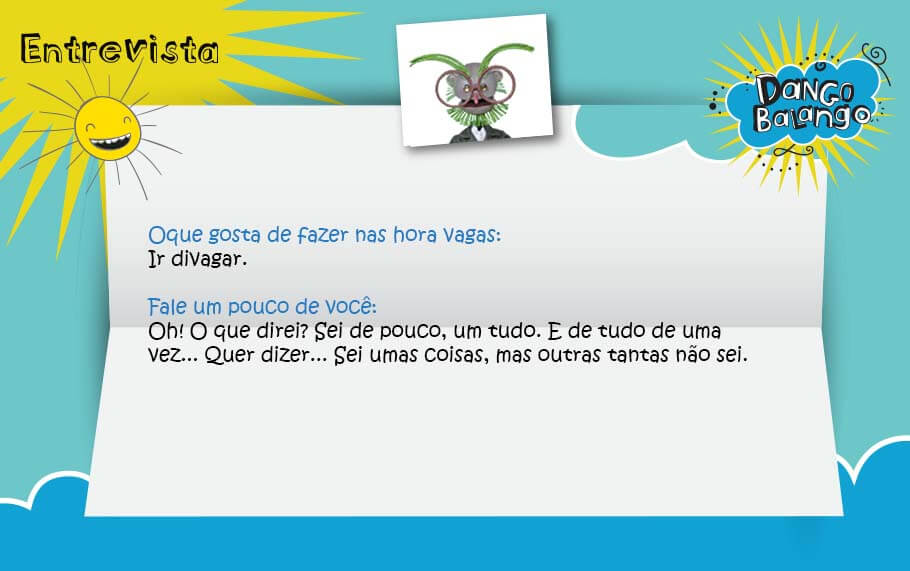 Entrevista
Dango
Balango
Oque gosta de fazer nas hora vagas:
Ir divagar.
Fale um pouco de você:
Oh! O que direi? Sei de pouco, um tudo. E de tudo de uma
vez... Quer dizer... Sei umas coisas, mas outras tantas não sei.